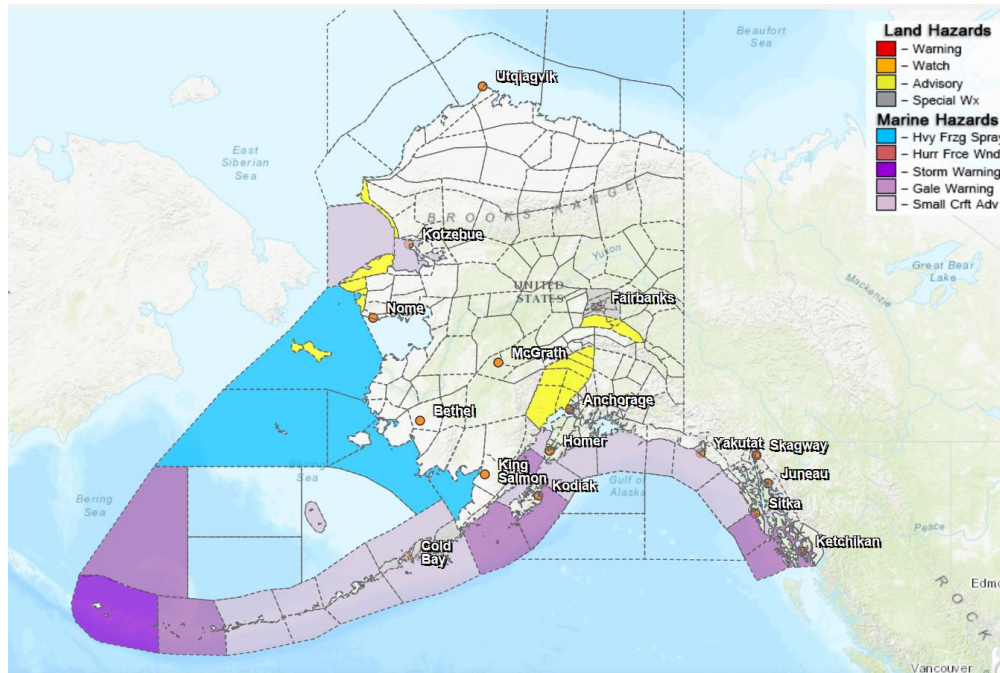 Beaufort
Sea
Utqiagvik
East
Siberian
Sea
BROOKS RANGE
Kotzebue
Yukon
UNITED
STATES
Fairbanks
Great Bear
Lake
Mackenzie
Nome
McGrath
Anchorage
Bethel
Homer
Yakutat
Skagway
King
Salmon
Kodiak
Gulf of
Alaska
Juneau
Sitka
Bering
Sea
Sea
Cold
Bay
Ketchikan
Peace
ROCK
Edmo
Vancouver
Land Hazards
– Warning
– Watch
– Advisory
– Special Wx
Marine Hazards
– Hvy Frzg Spray
– Hurr Frce Wnd
– Storm Warning
– Gale Warning
– Small Crft Adv